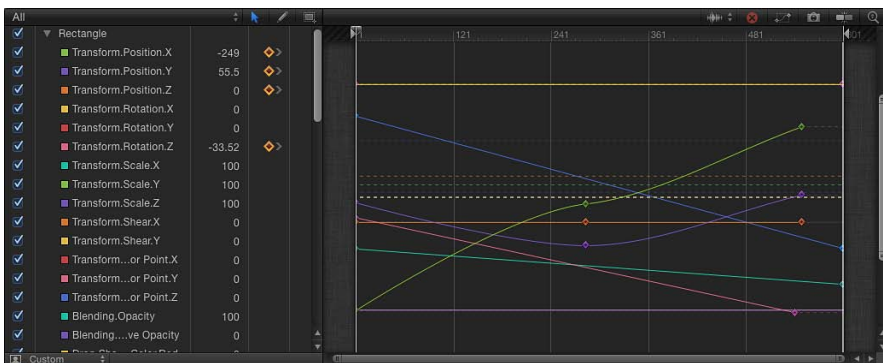 All
Rectangle
Transform.Position.X -249
Transform.Position.Y 55.5
Transform.Position.Z 0
Transform.Rotation.X 0
Transform.Rotation.Y 0
Transform.Rotation.Z -33.52
Transform.Scale.X 100
Transform.Scale.Y 100
Transform.Scale.Z 100
Transform.Shear.X 0
Transform.Shear.Y 0
Transform…or Point.X 0
Transform…or Point.Y 0
Transform…or Point.Z 0
Blending.Opacity 100
Blending....ve Opacity 0
Custom
121 241 361 481